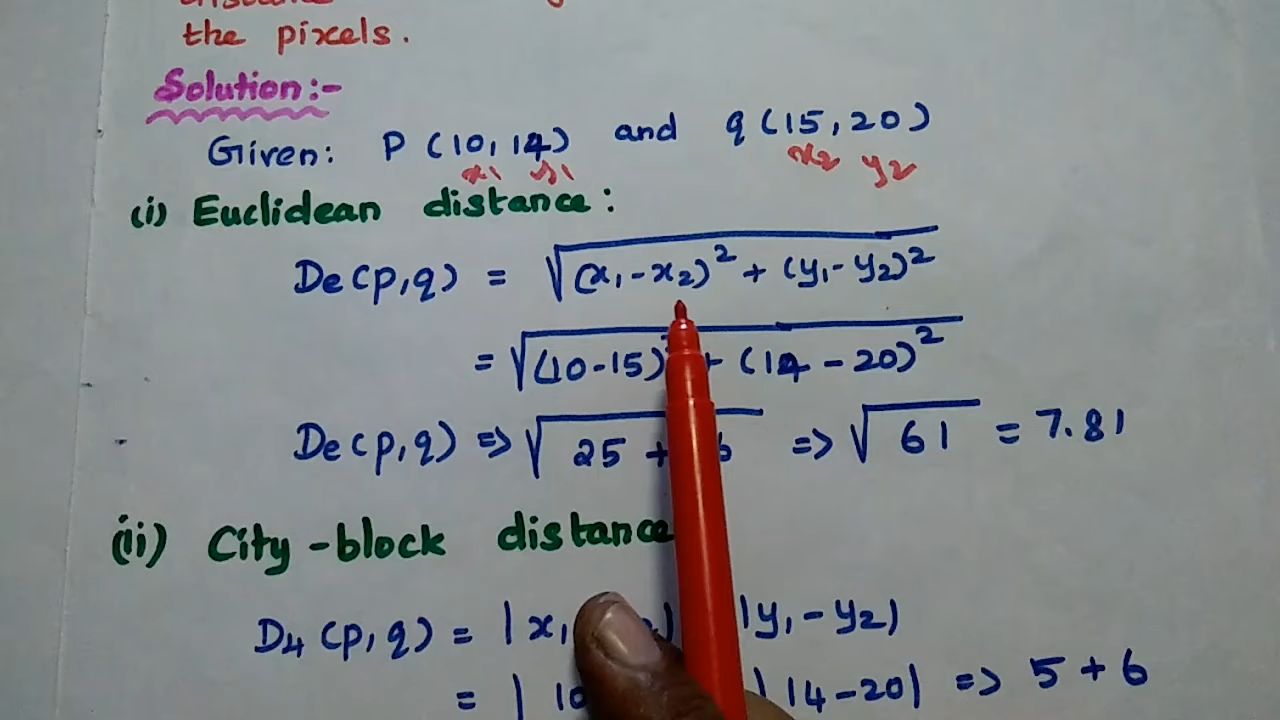 the pixels.
Solution:-
Given: P (10, 14) and q (15, 20)
x1 y1 x2 y2
(i) Euclidean distance:
De(p,q) = √(x₁-x₂)² + (y₁-y₂)²
= √(10-15) + (14-20)²
De(p,q) => √25 + 6 => √61 = 7.81
(ii) City-block distance
D₄ (p,q) = |x₁ | |y₁-y₂|
= | 10 | 14-20| => 5 + 6